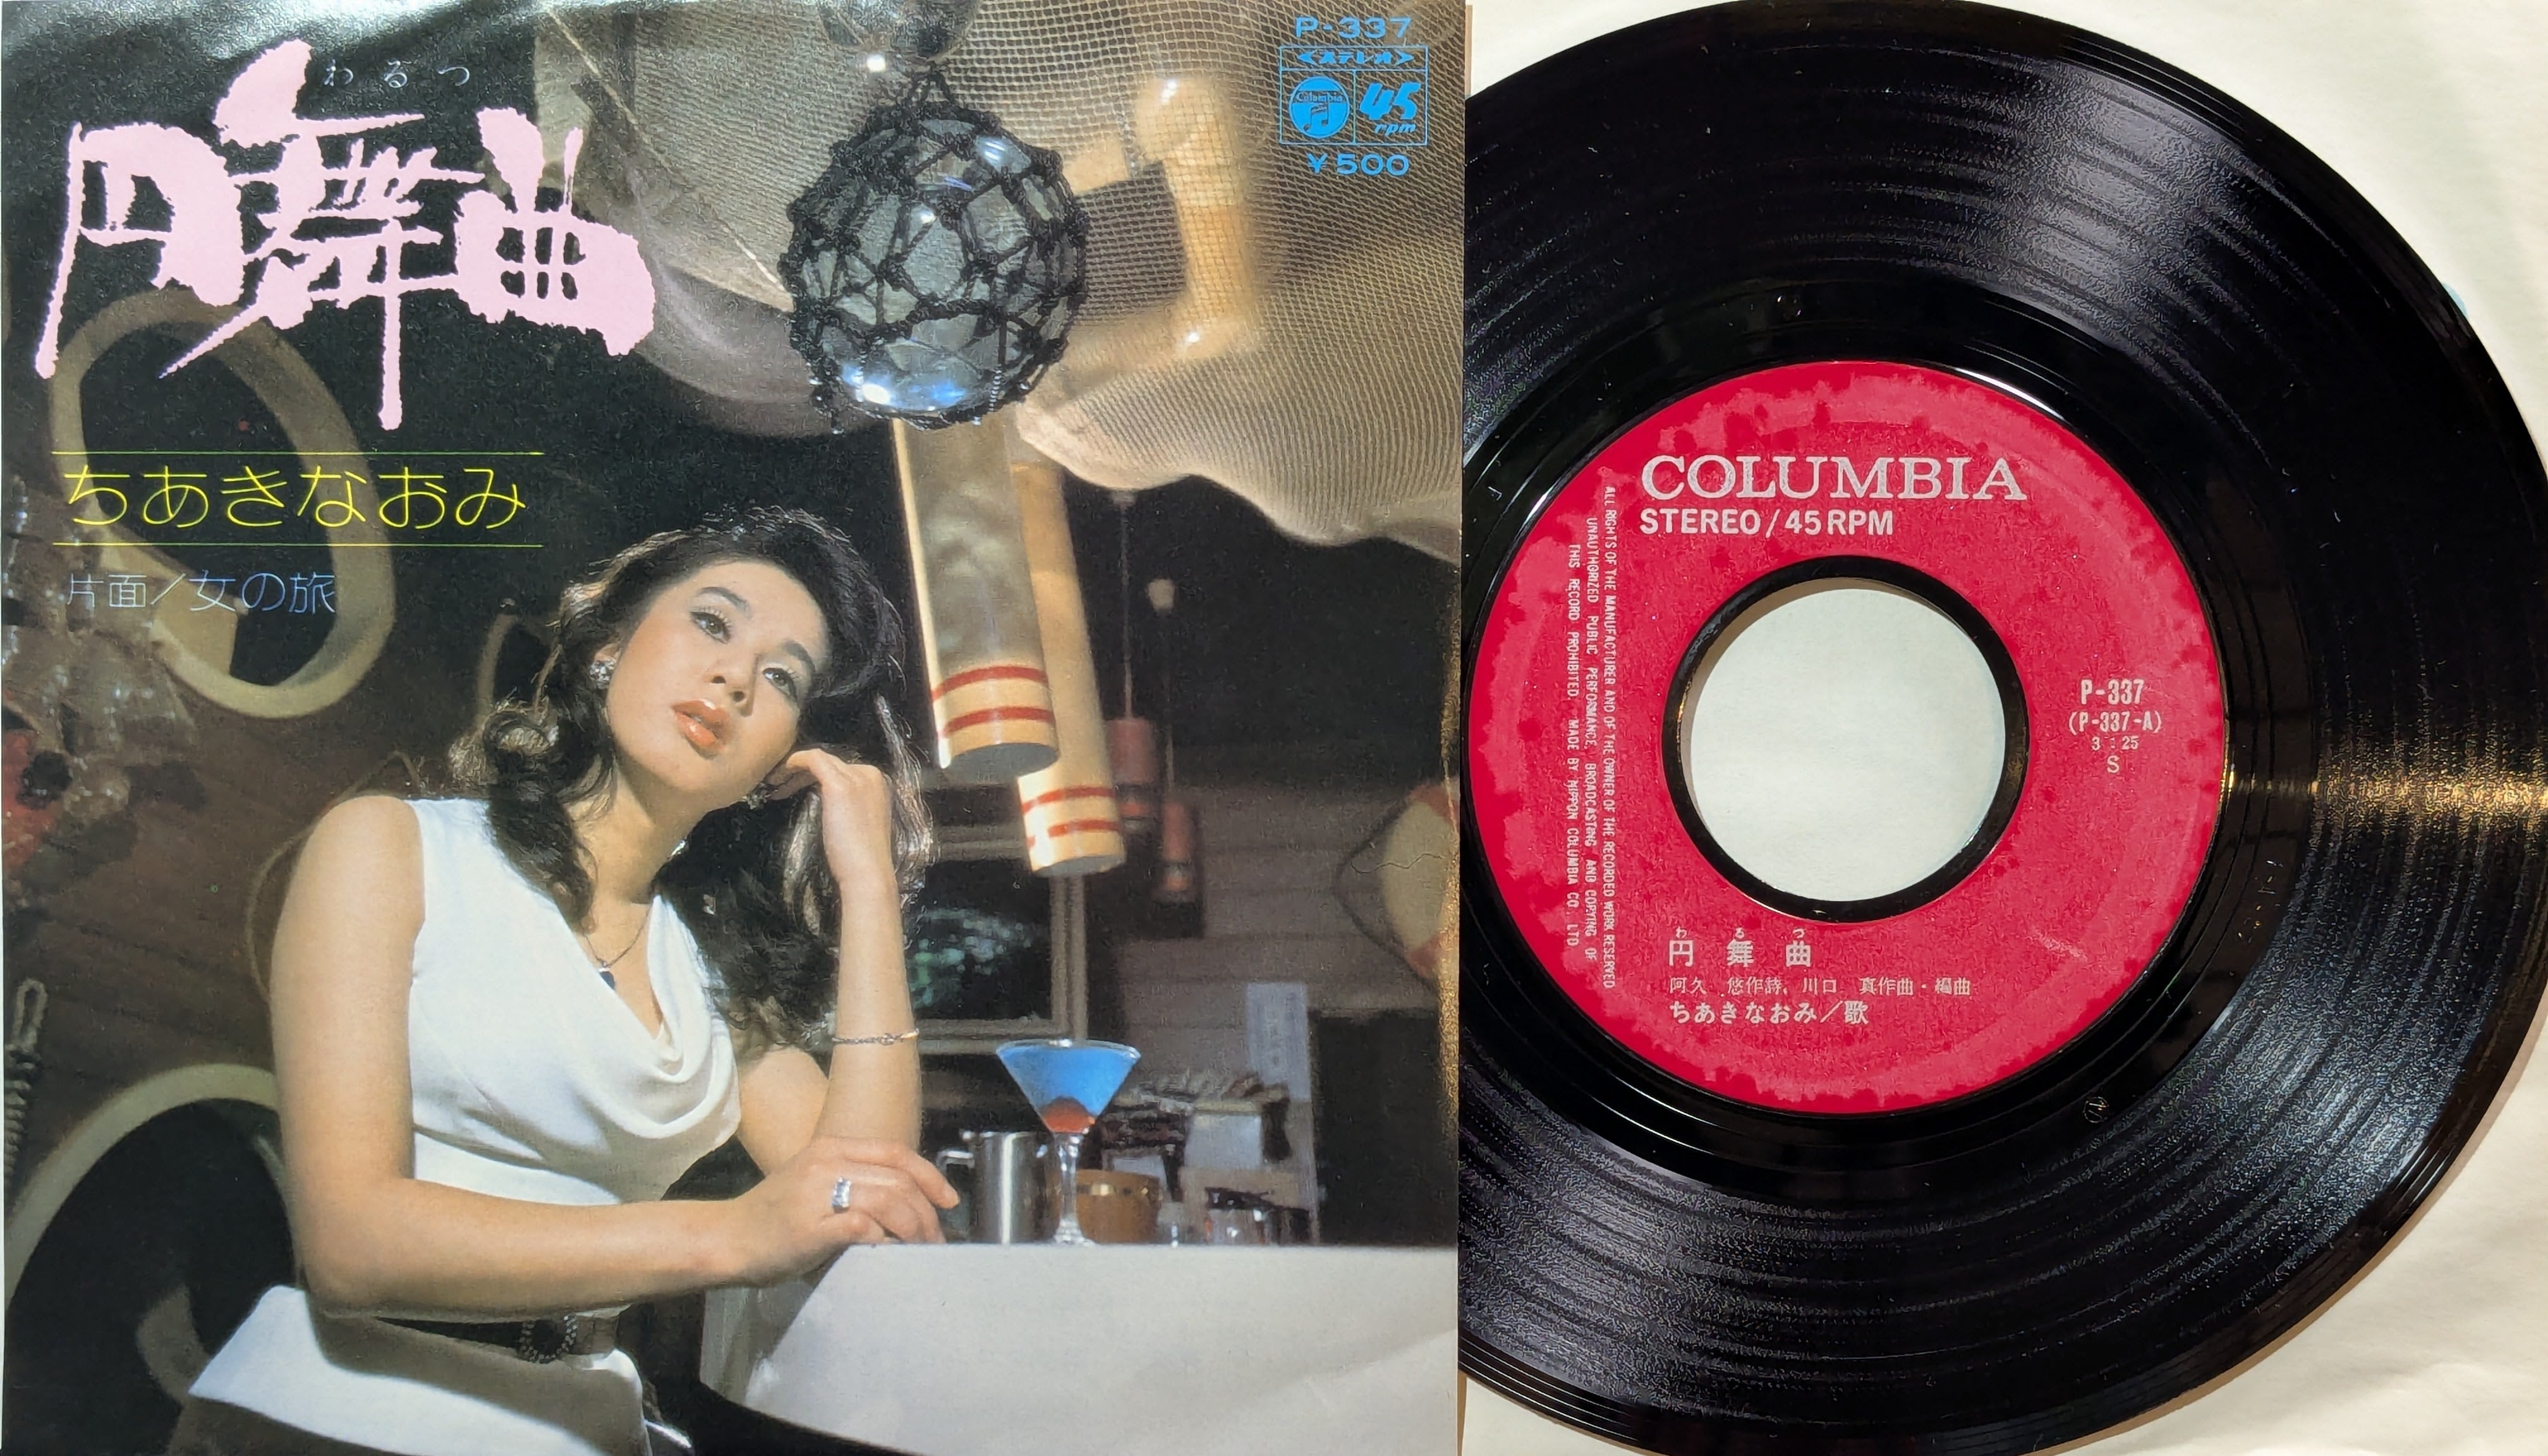 わるつ
円舞曲
ちあきなおみ
片面/女の旅
P-337
<ステレオ>
Columbia
45
rpm
¥500
COLUMBIA
STEREO/45RPM
ALL RIGHTS OF THE MANUFACTURER AND OF THE OWNER OF THE RECORDED WORK RESERVED
UNAUTHORIZED PUBLIC PERFORMANCE, BROADCASTING AND COPYING OF
THIS RECORD PROHIBITED. MADE BY NIPPON COLUMBIA CO., LTD.
P-337
(P-337-A)
3:25
S
わるつ
円舞曲
阿久 悠作詩、川口 真作曲・編曲
ちあきなおみ/歌